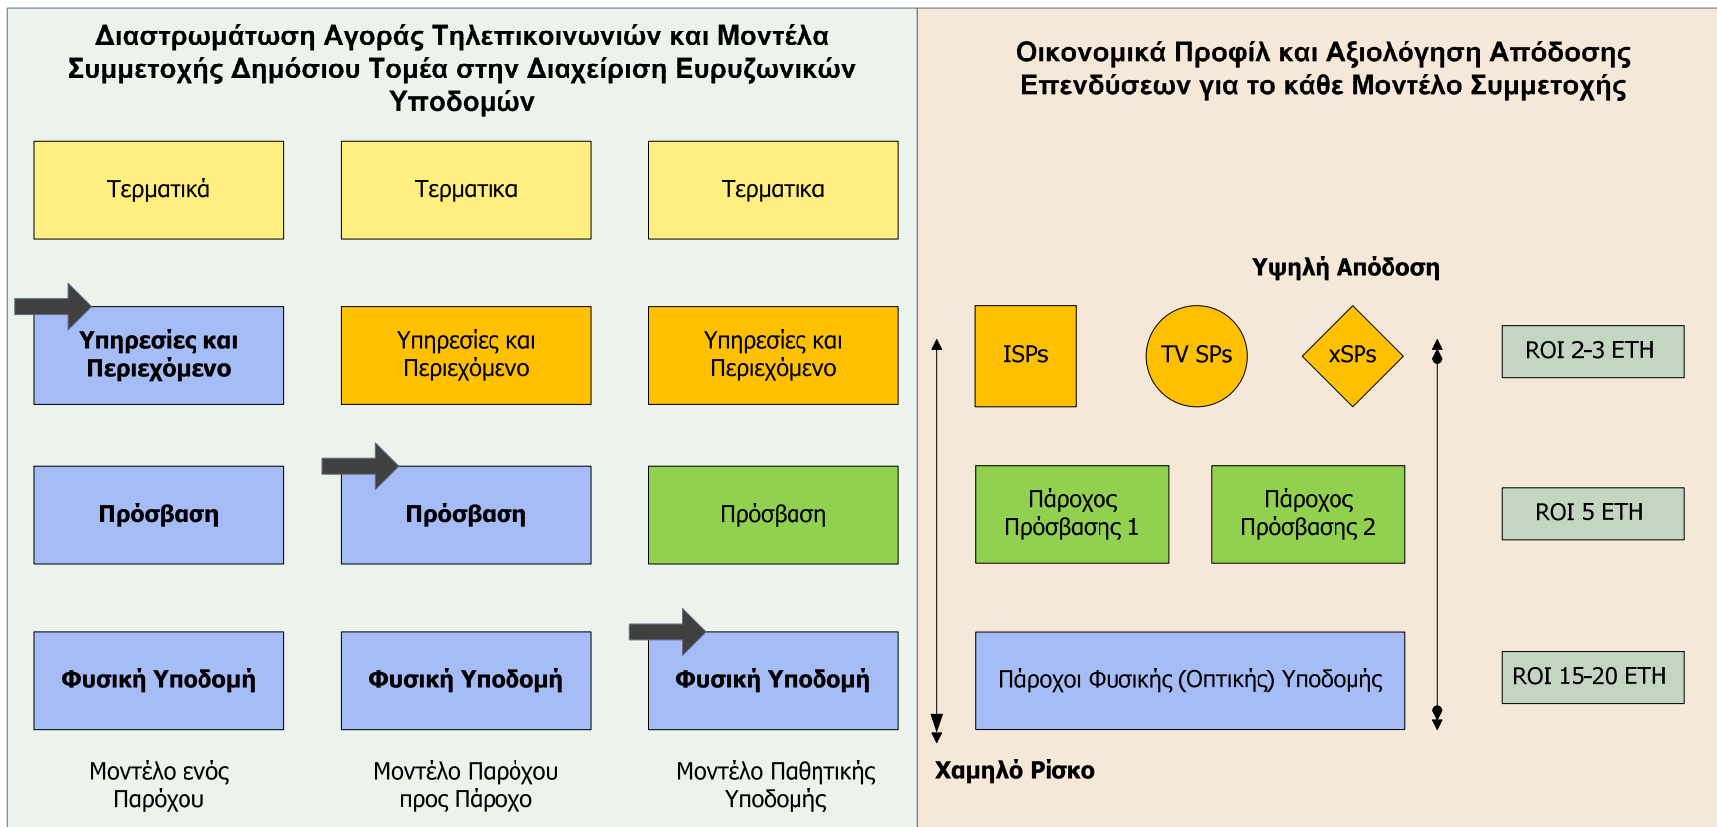 Διαστρωμάτωση Αγοράς Τηλεπικοινωνιών και Μοντέλα
Συμμετοχής Δημόσιου Τομέα στην Διαχείριση Ευρυζωνικών
Υποδομών
Τερματικά
Τερματικα
Τερματικα
Υπηρεσίες και
Περιεχόμενο
Υπηρεσίες και
Περιεχόμενο
Υπηρεσίες και
Περιεχόμενο
Πρόσβαση
Πρόσβαση
Πρόσβαση
Φυσική Υποδομή
Φυσική Υποδομή
Φυσική Υποδομή
Μοντέλο ενός
Παρόχου
Μοντέλο Παρόχου
προς Πάροχο
Μοντέλο Παθητικής
Υποδομής
Οικονομικά Προφίλ και Αξιολόγηση Απόδοσης
Επενδύσεων για το κάθε Μοντέλο Συμμετοχής
Υψηλή Απόδοση
ISPs
TV SPs
xSPs
ROI 2-3 ΕΤΗ
Πάροχος
Πρόσβασης 1
Πάροχος
Πρόσβασης 2
ROI 5 ΕΤΗ
Πάροχοι Φυσικής (Οπτικής) Υποδομής
ROI 15-20 ΕΤΗ
Χαμηλό Ρίσκο